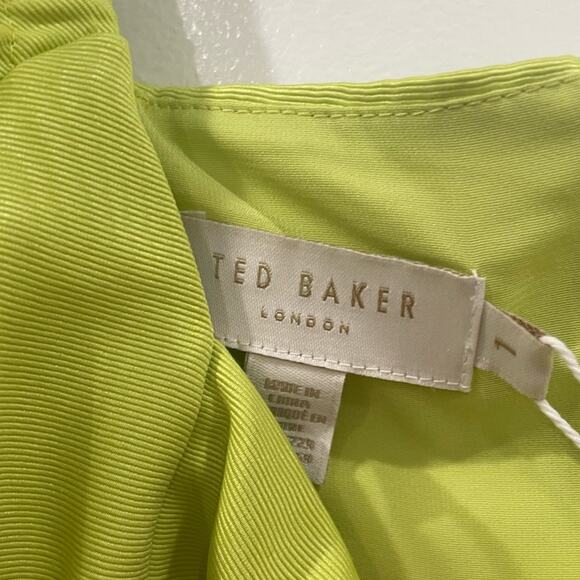 TED BAKER
LONDON
1
MADE IN
CHINA